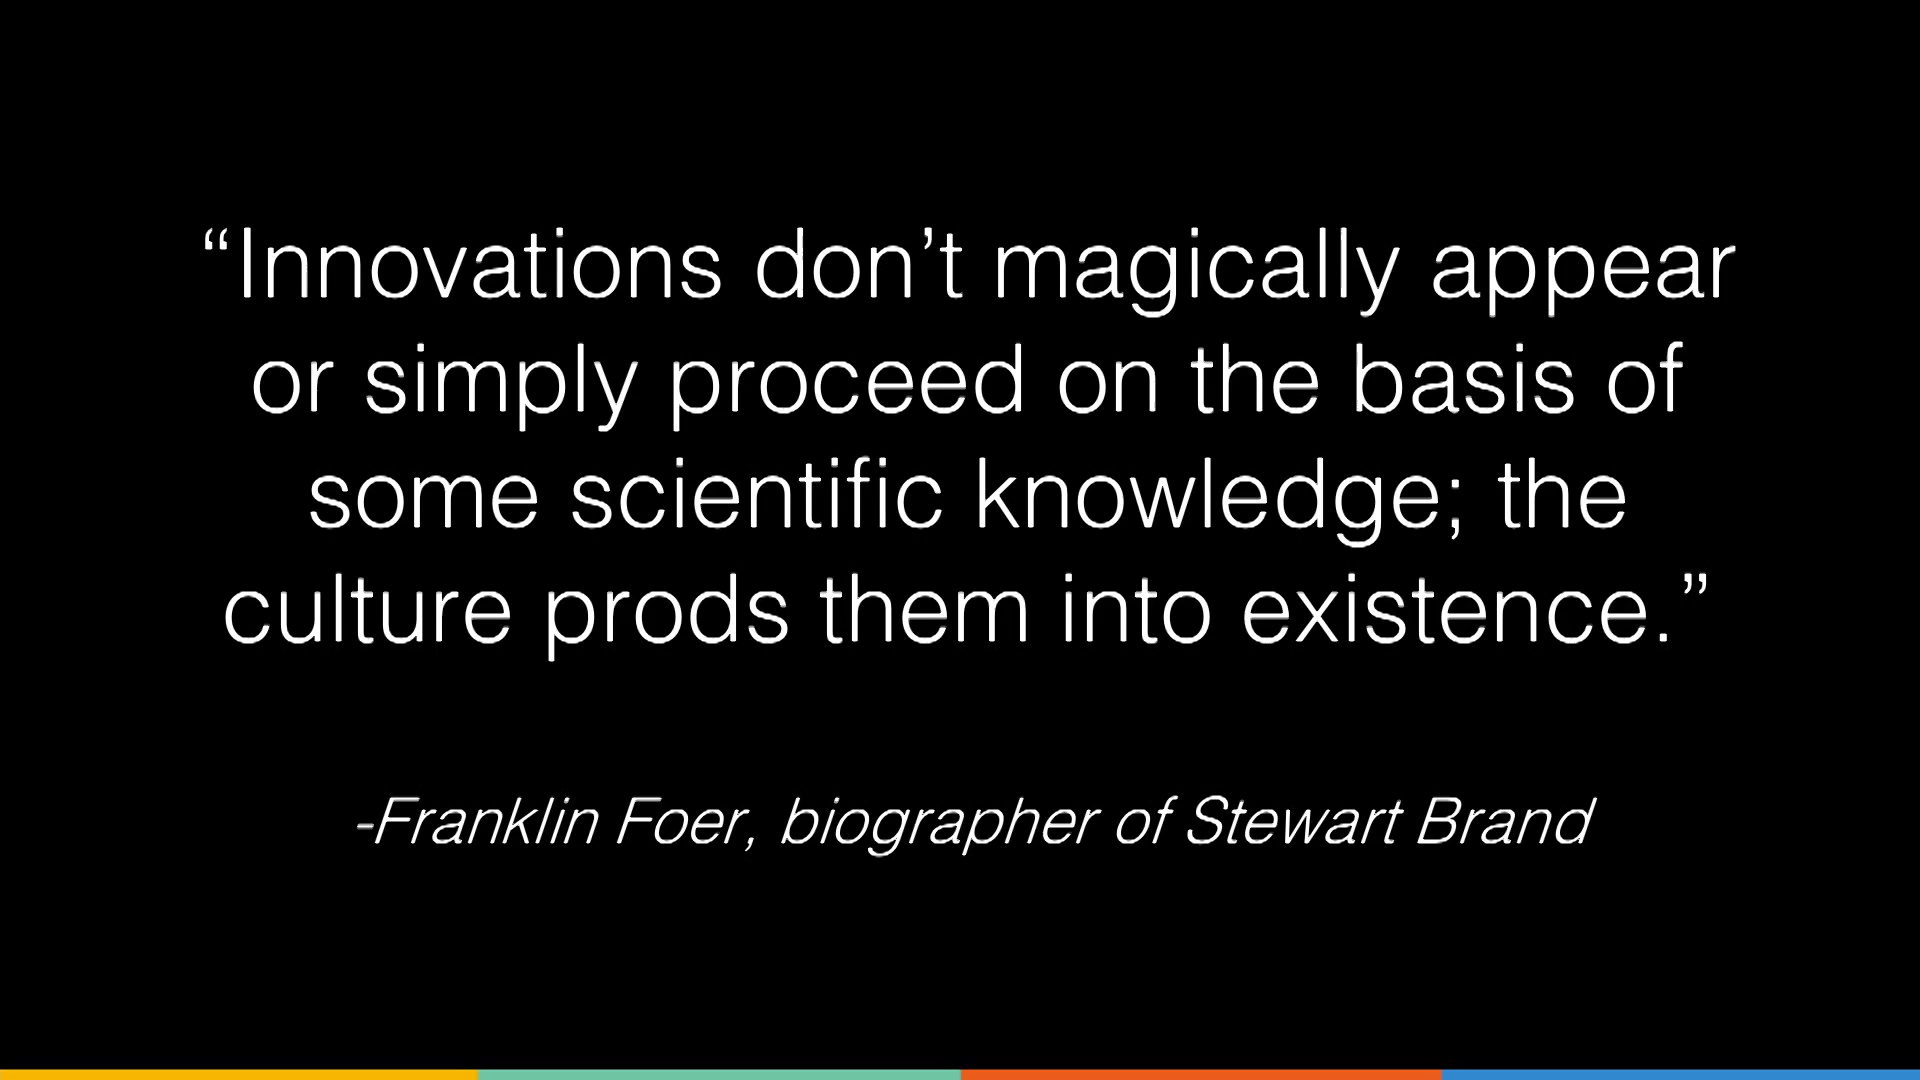 “Innovations don’t magically appear
or simply proceed on the basis of
some scientific knowledge; the
culture prods them into existence.”
-Franklin Foer, biographer of Stewart Brand